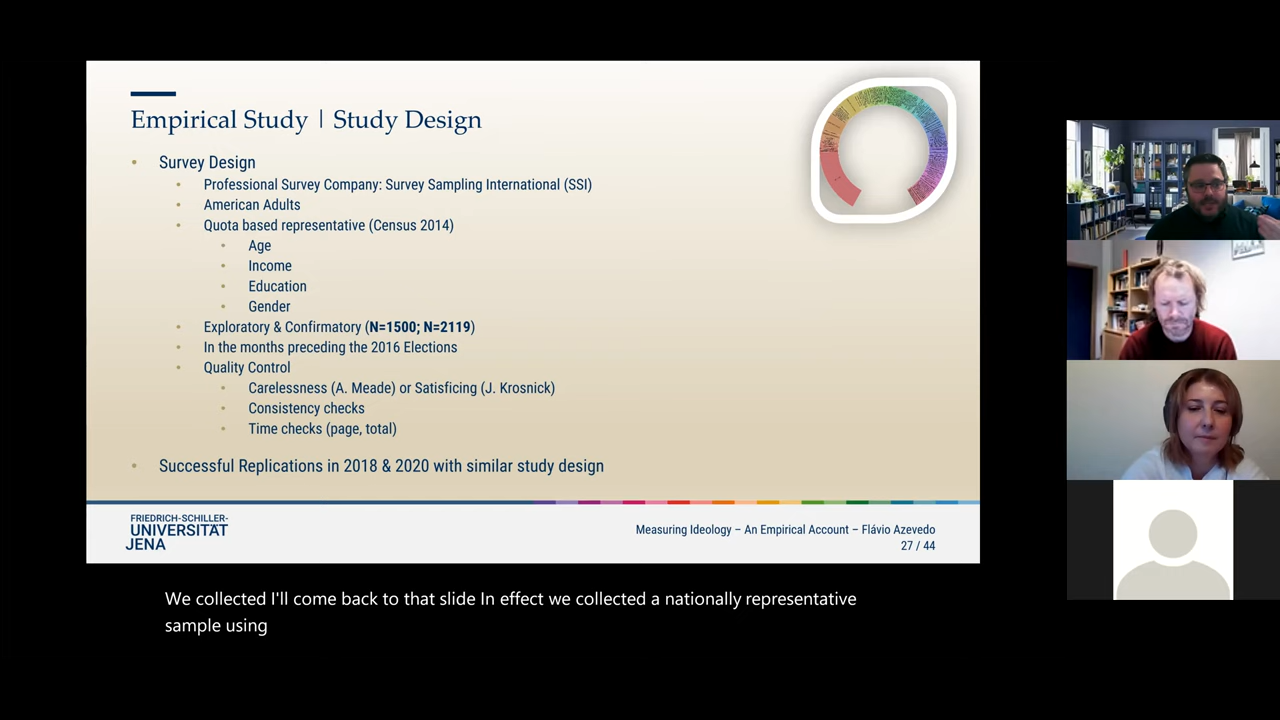 Empirical Study | Study Design
• Survey Design
• Professional Survey Company: Survey Sampling International (SSI)
• American Adults
• Quota based representative (Census 2014)
• Age
• Income
• Education
• Gender
• Exploratory & Confirmatory (N=1500; N=2119)
• In the months preceding the 2016 Elections
• Quality Control
• Carelessness (A. Meade) or Satisficing (J. Krosnick)
• Consistency checks
• Time checks (page, total)
• Successful Replications in 2018 & 2020 with similar study design
FRIEDRICH-SCHILLER-
UNIVERSITÄT
JENA
Measuring Ideology – An Empirical Account – Flávio Azevedo
27 / 44
We collected I'll come back to that slide In effect we collected a nationally representative
sample using